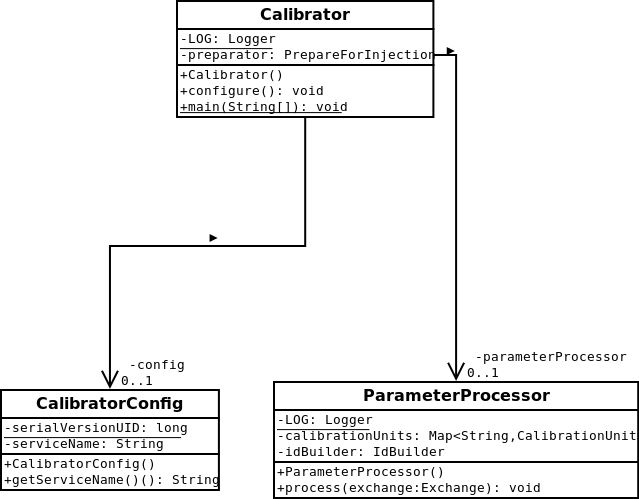 Calibrator
-LOG: Logger
-preparator: PrepareForInjection
+Calibrator()
+configure(): void
+main(String[]): void
-config
0..1
-parameterProcessor
0..1
CalibratorConfig
-serialVersionUID: long
-serviceName: String
+CalibratorConfig()
+getServiceName()(): String
ParameterProcessor
-LOG: Logger
-calibrationUnits: Map<String,CalibrationUnit
-idBuilder: IdBuilder
+ParameterProcessor()
+process(exchange:Exchange): void